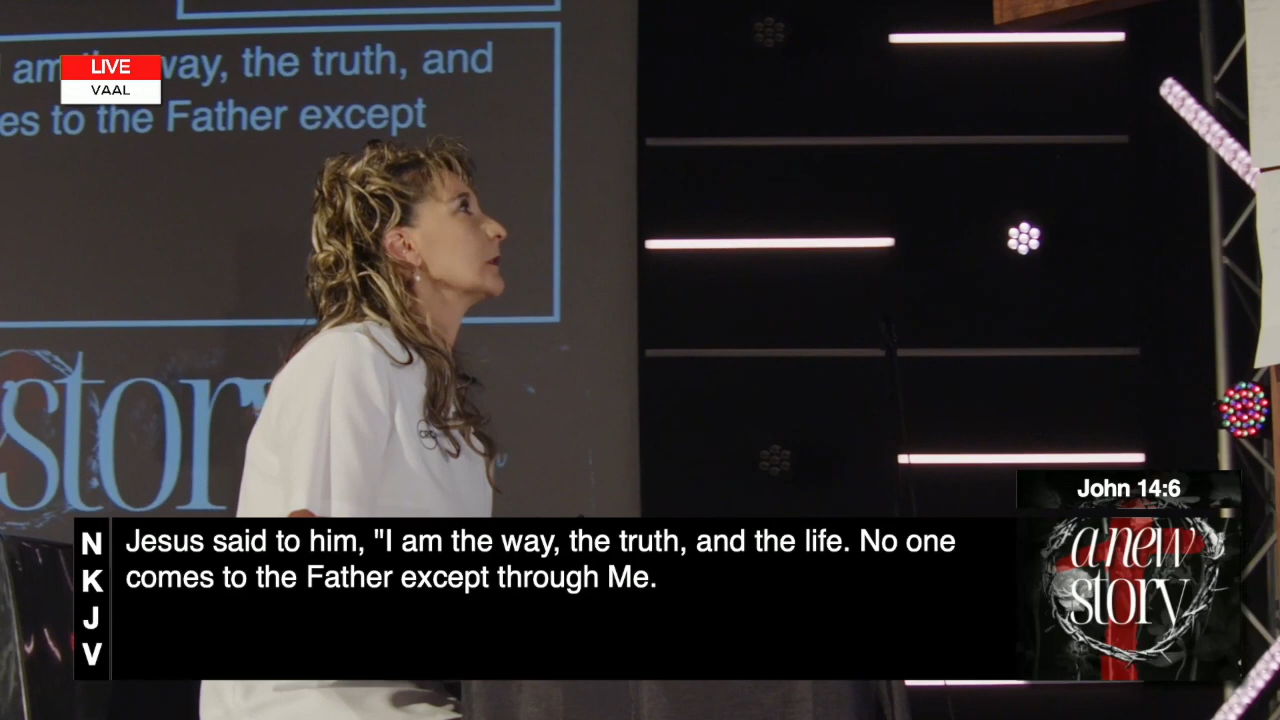 am the way, the truth, and
es to the Father except
LIVE
VAAL
story
CRC
John 14:6
N
K
J
V
Jesus said to him, "I am the way, the truth, and the life. No one
comes to the Father except through Me.
a new
story